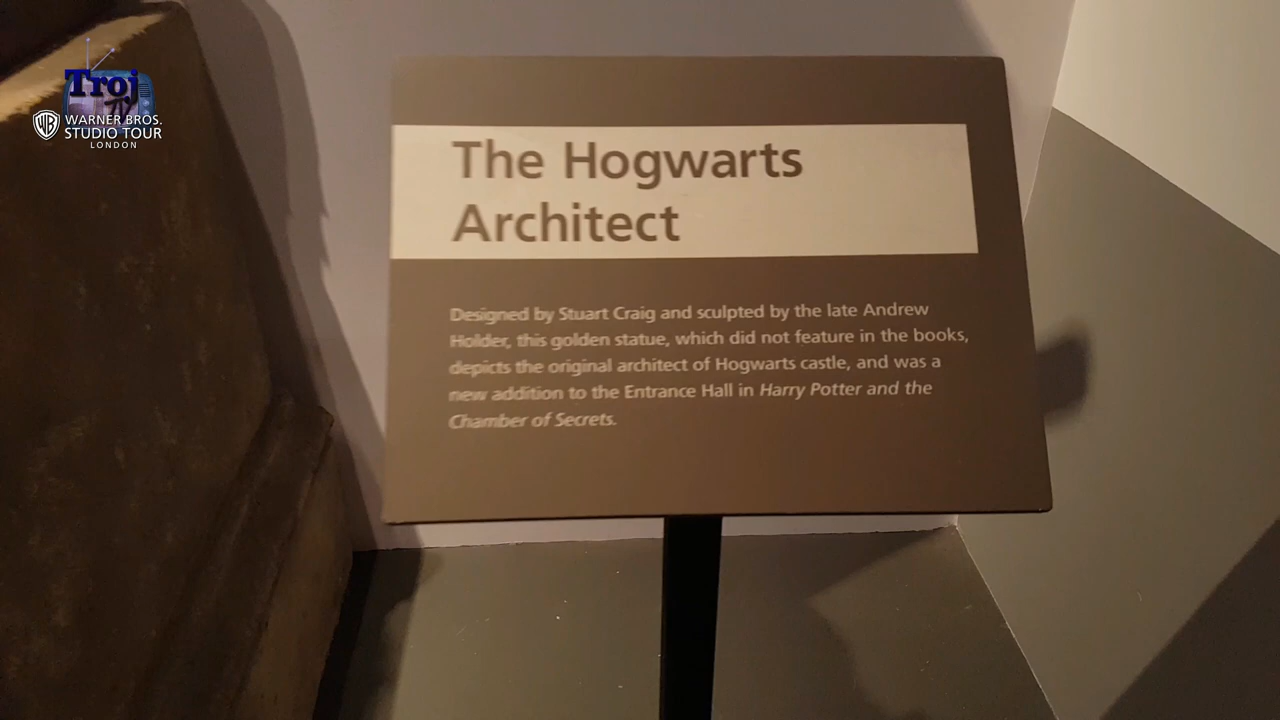 Troj
TV
WB
WARNER BROS.
STUDIO TOUR
LONDON
The Hogwarts
Architect
Designed by Stuart Craig and sculpted by the late Andrew
Holder, this golden statue, which did not feature in the books,
depicts the original architect of Hogwarts castle, and was a
new addition to the Entrance Hall in Harry Potter and the
Chamber of Secrets.